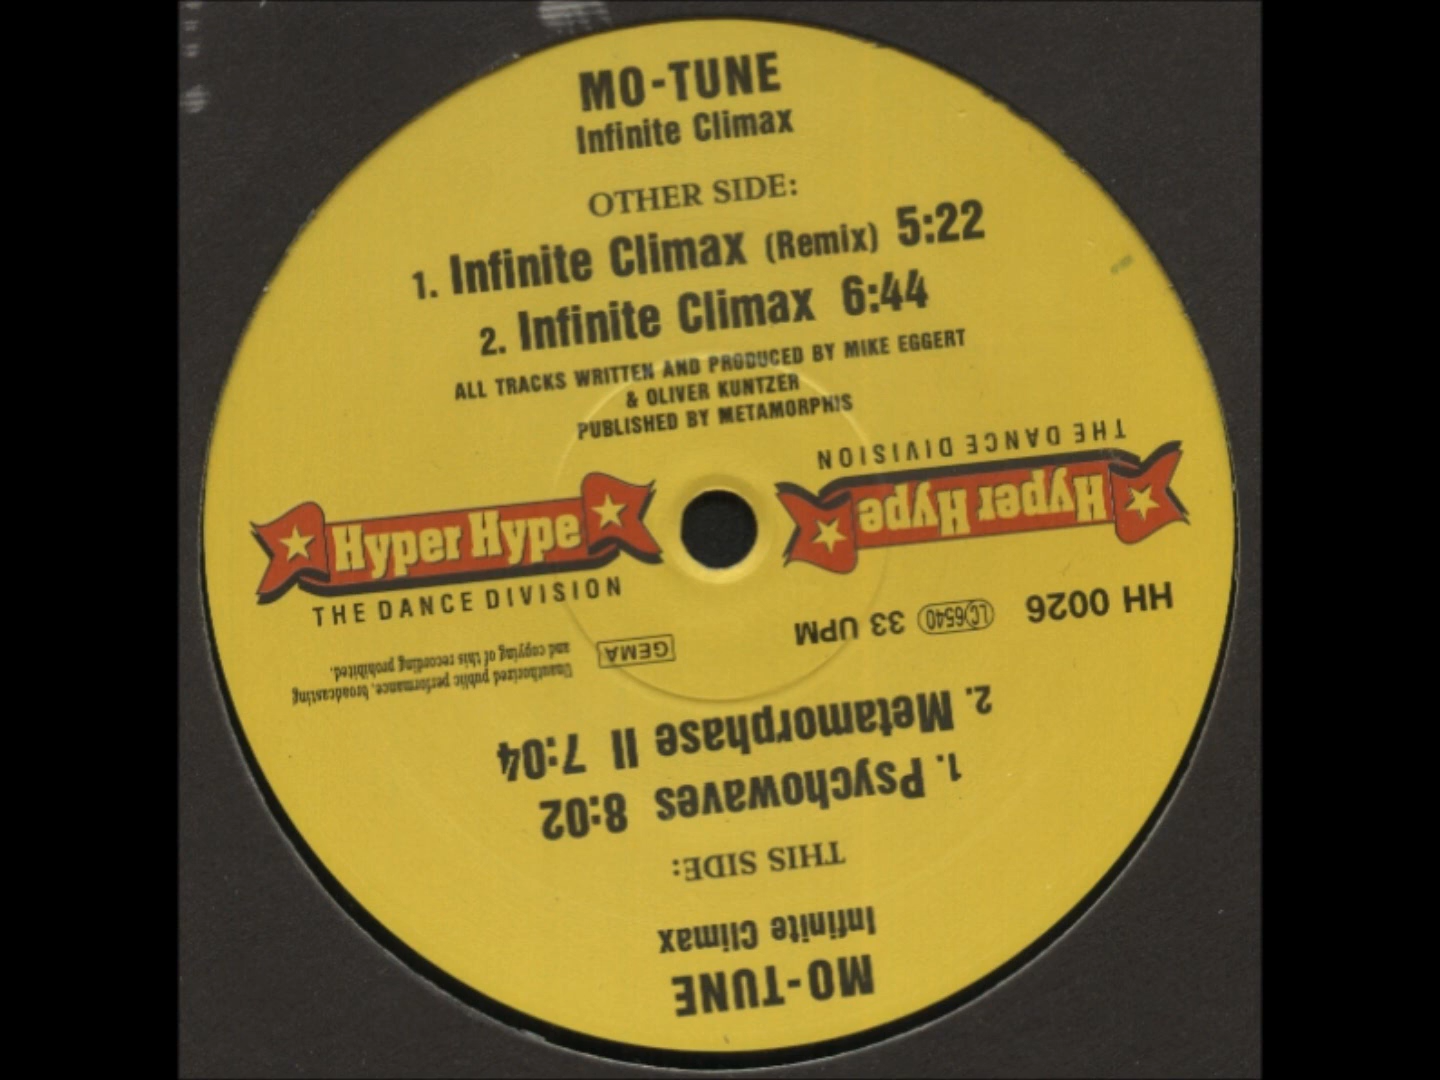 MO-TUNE
Infinite Climax
OTHER SIDE:
1. Infinite Climax (Remix) 5:22
2. Infinite Climax 6:44
ALL TRACKS WRITTEN AND PRODUCED BY MIKE EGGERT
& OLIVER KUNTZER
PUBLISHED BY METAMORPHIS
Hyper Hype
THE DANCE DIVISION
MO-TUNE
Infinite Climax
THIS SIDE:
1. Psychowaves 8:02
2. Metamorphase II 7:04
HH 0026 LC 6540 33 UPM GEMA
Unauthorized public performance, broadcasting
and copying of this recording prohibited.
Hyper Hype
THE DANCE DIVISION